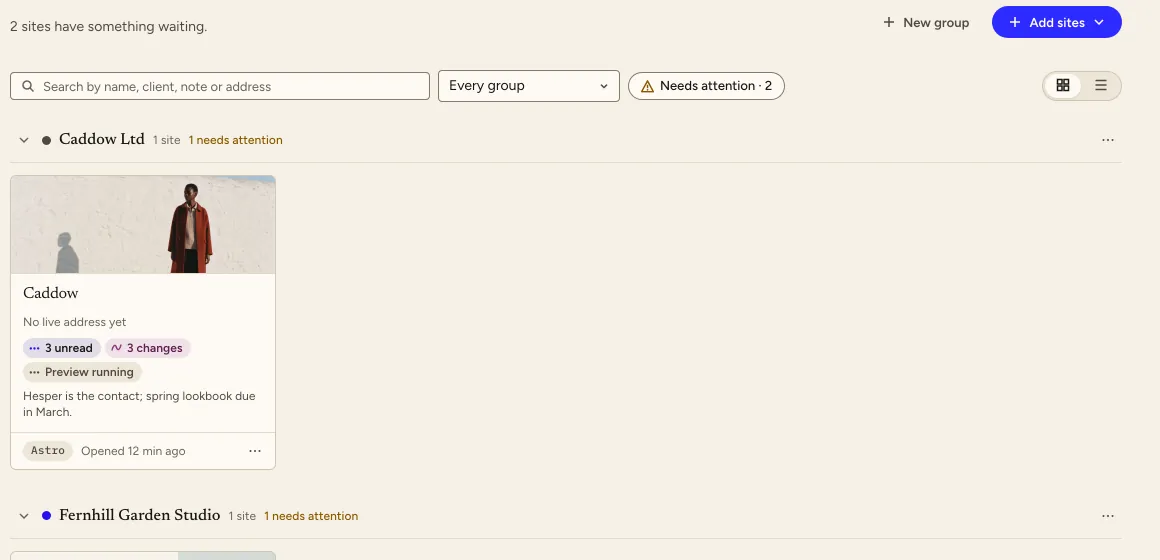 2 sites have something waiting.
New group
Add sites
Search by name, client, note or address
Every group
Needs attention · 2
Caddow Ltd 1 site 1 needs attention
Caddow
No live address yet
3 unread
3 changes
Preview running
Hesper is the contact; spring lookbook due
in March.
Astro Opened 12 min ago
Fernhill Garden Studio 1 site 1 needs attention